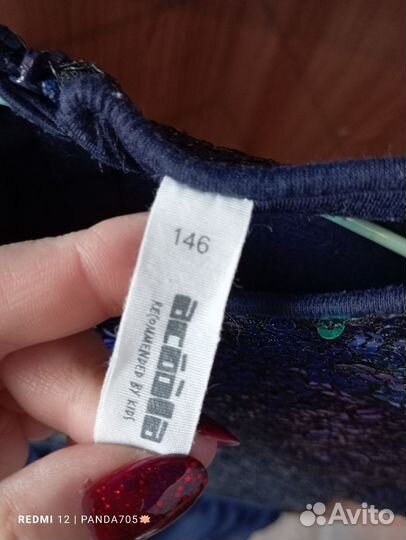 146
acoola
RECOMMENDED BY KIDS
REDMI 12 | PANDA705
Avito